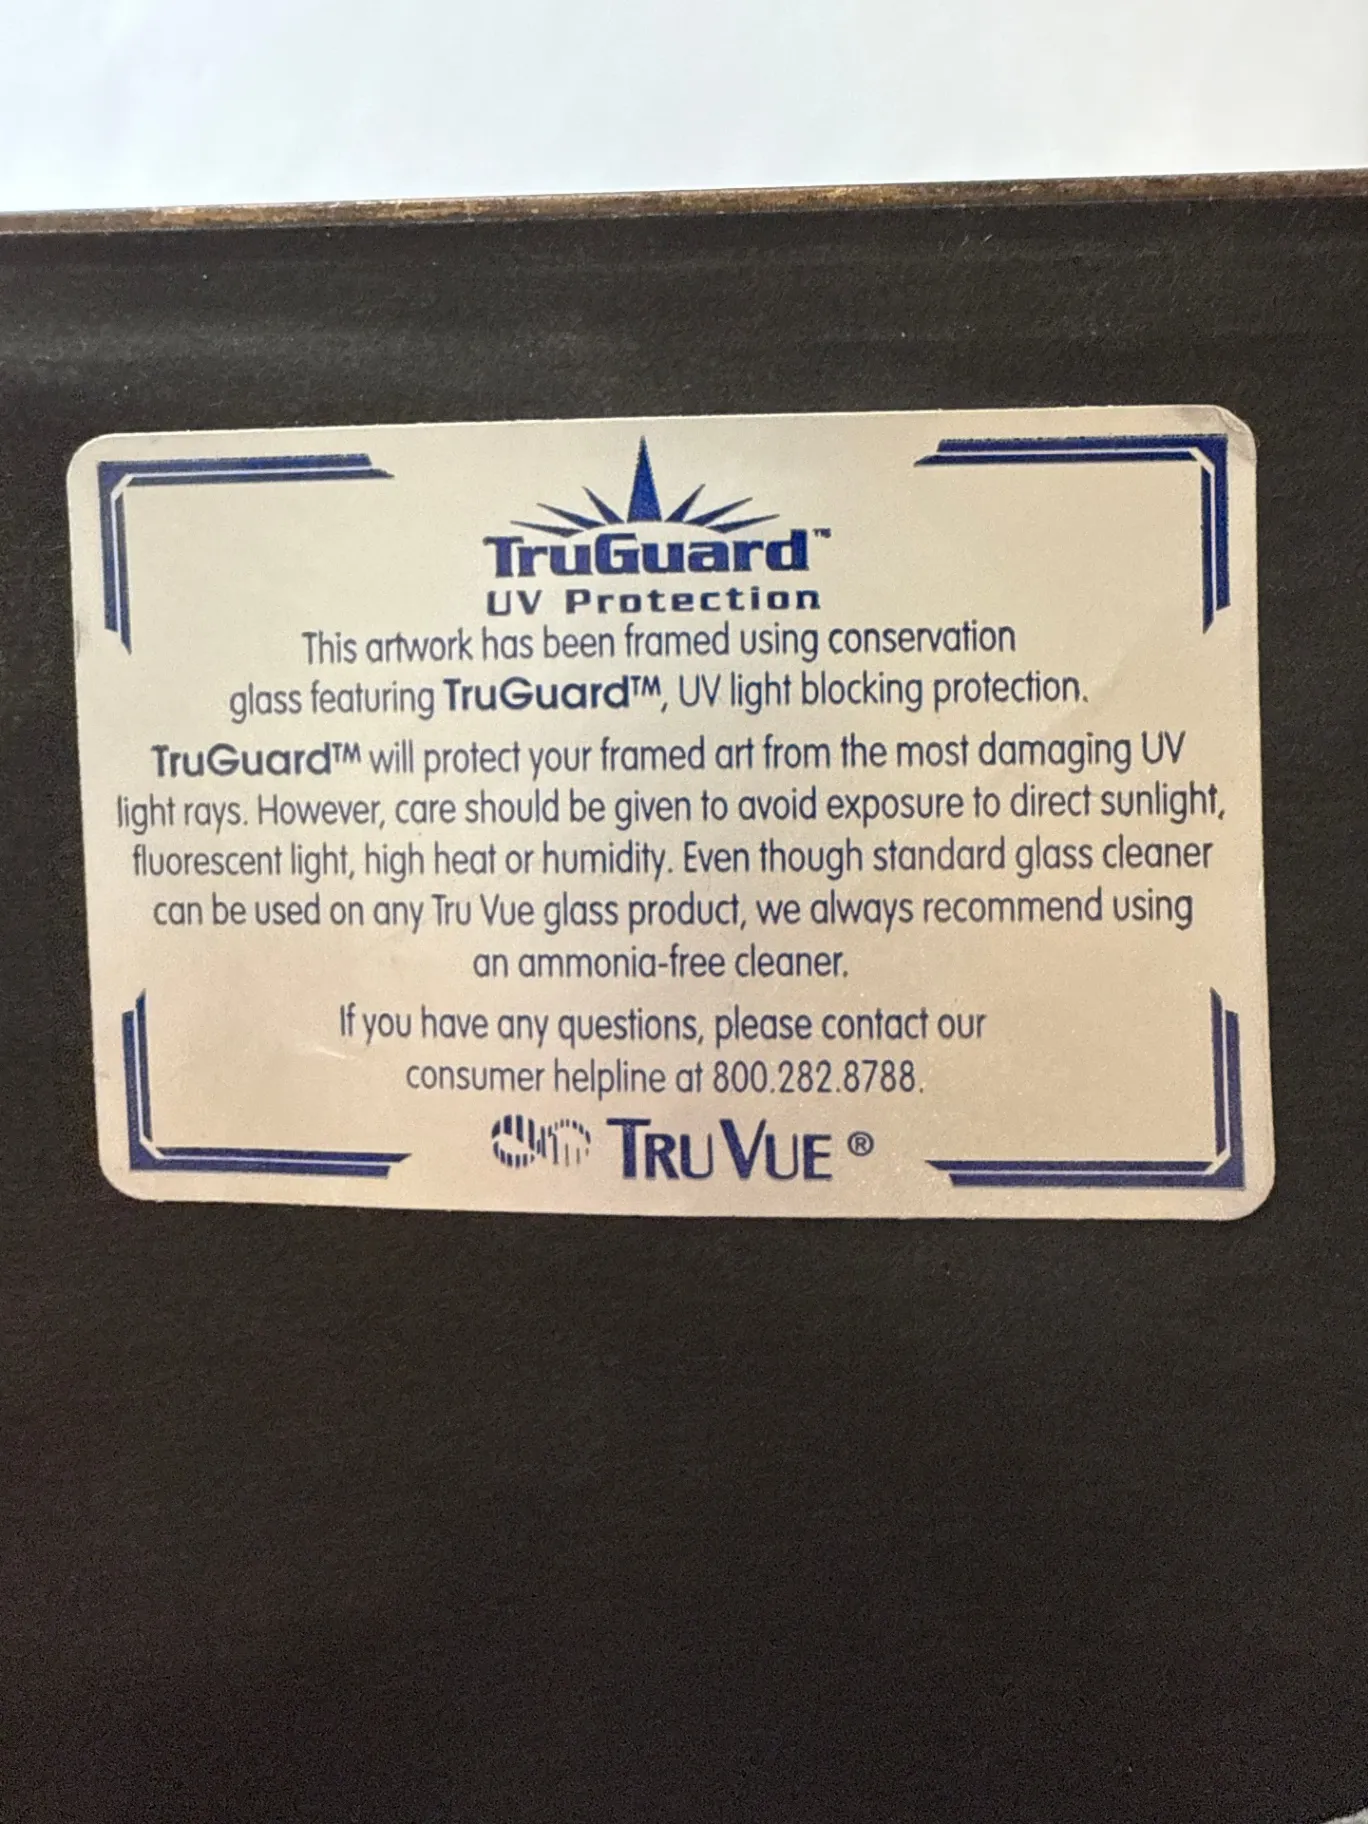 TruGuard™
UV Protection
This artwork has been framed using conservation
glass featuring TruGuard™, UV light blocking protection.
TruGuard™ will protect your framed art from the most damaging UV
light rays. However, care should be given to avoid exposure to direct sunlight,
fluorescent light, high heat or humidity. Even though standard glass cleaner
can be used on any Tru Vue glass product, we always recommend using
an ammonia-free cleaner.
If you have any questions, please contact our
consumer helpline at 800.282.8788.
TRU VUE ®